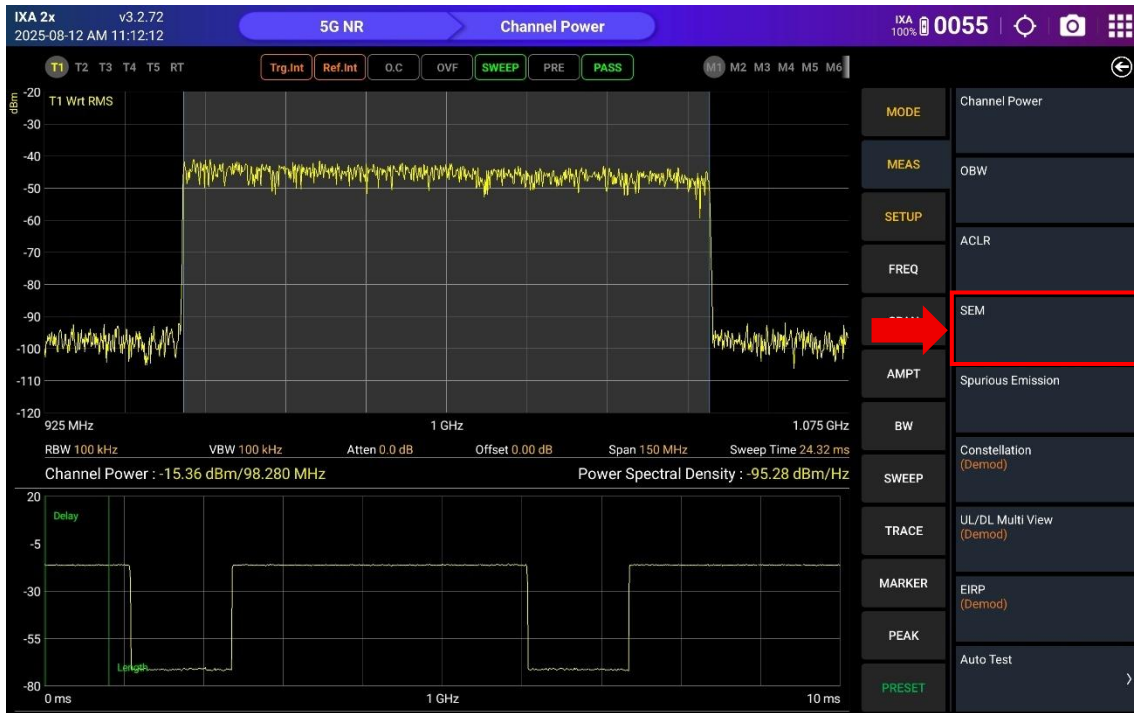 IXA 2x v3.2.72
2025-08-12 AM 11:12:12
5G NR
Channel Power
IXA
100%
0055
T1 T2 T3 T4 T5 RT
Trg.Int Ref.Int O.C OVF SWEEP PRE PASS
M1 M2 M3 M4 M5 M6
dBm
T1 Wrt RMS
-20
-30
-40
-50
-60
-70
-80
-90
-100
-110
-120
925 MHz 1 GHz 1.075 GHz
RBW 100 kHz VBW 100 kHz Atten 0.0 dB Offset 0.00 dB Span 150 MHz Sweep Time 24.32 ms
Channel Power : -15.36 dBm/98.280 MHz Power Spectral Density : -95.28 dBm/Hz
20
-5
-30
-55
-80
Delay
Length
0 ms 1 GHz 10 ms
MODE
MEAS
SETUP
FREQ
AMPT
BW
SWEEP
TRACE
MARKER
PEAK
PRESET
Channel Power
OBW
ACLR
SEM
Spurious Emission
Constellation
(Demod)
UL/DL Multi View
(Demod)
EIRP
(Demod)
Auto Test